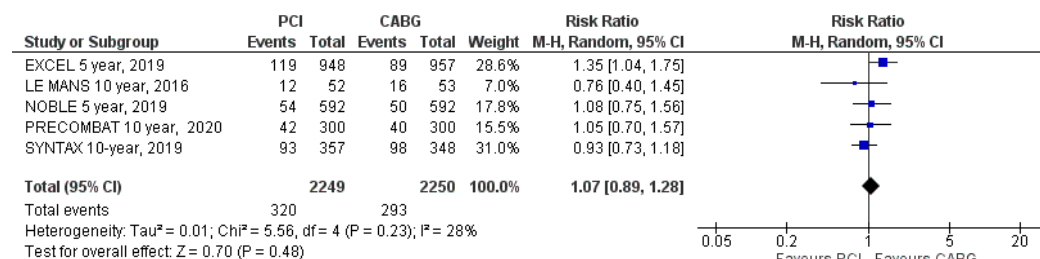 PCI CABG Risk Ratio Risk Ratio
Study or Subgroup Events Total Events Total Weight M-H, Random, 95% CI M-H, Random, 95% CI
EXCEL 5 year, 2019 119 948 89 957 28.6% 1.35 [1.04, 1.75]
LE MANS 10 year, 2016 12 52 16 53 7.0% 0.76 [0.40, 1.45]
NOBLE 5 year, 2019 54 592 50 592 17.8% 1.08 [0.75, 1.56]
PRECOMBAT 10 year, 2020 42 300 40 300 15.5% 1.05 [0.70, 1.57]
SYNTAX 10-year, 2019 93 357 98 348 31.0% 0.93 [0.73, 1.18]
Total (95% CI) 2249 2250 100.0% 1.07 [0.89, 1.28]
Total events 320 293
Heterogeneity: Tau² = 0.01; Chi² = 5.56, df = 4 (P = 0.23); I² = 28%
Test for overall effect: Z = 0.70 (P = 0.48)
0.05 0.2 1 5 20
Favours PCI Favours CABG